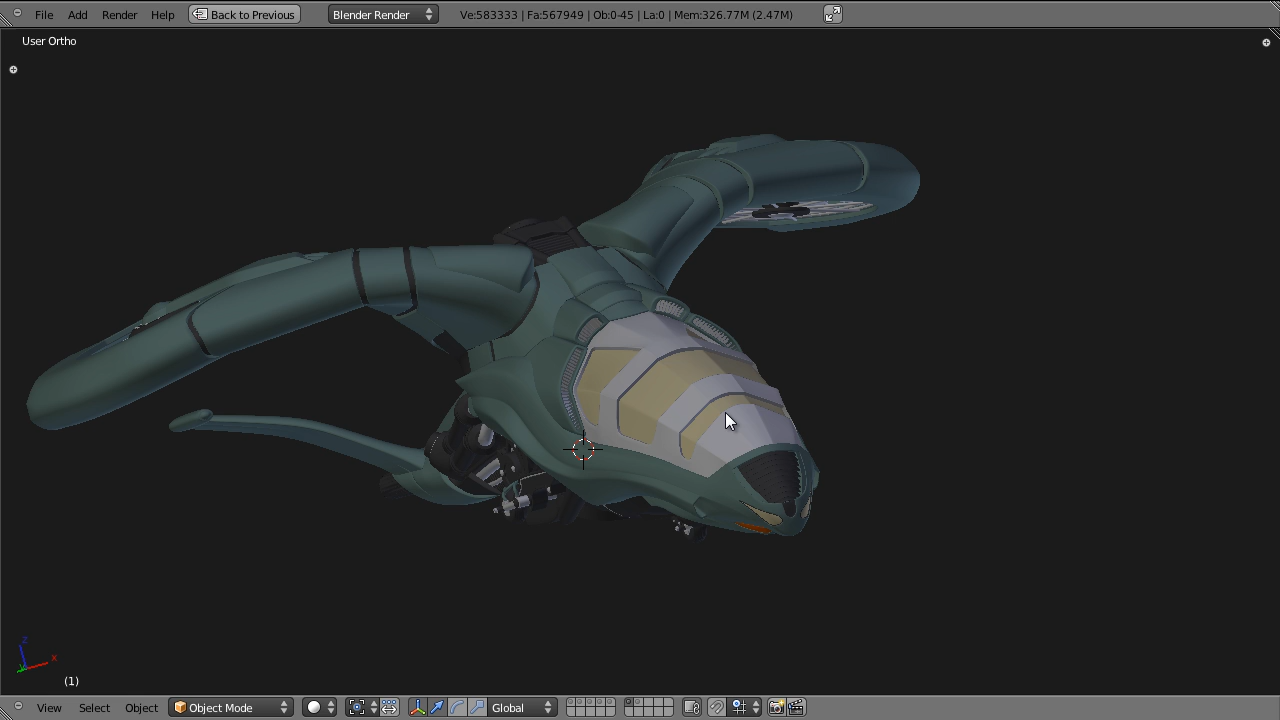 File Add Render Help Back to Previous Blender Render Ve:583333 | Fa:567949 | Ob:0-45 | La:0 | Mem:326.77M (2.47M)
User Ortho
Z
X
Y
(1)
View Select Object Object Mode Global